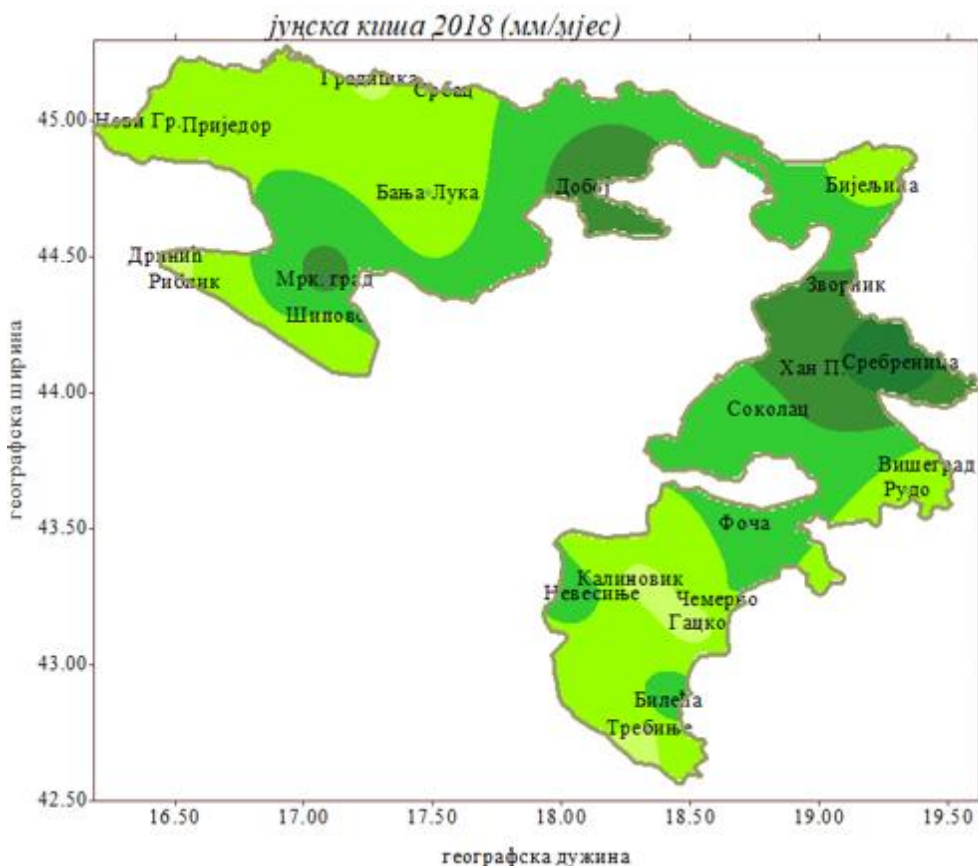 јунска киша 2018 (мм/мјес)
Градишка
Србац
45.00
Нови Гр.
Приједор
Бања Лука
Добој
Бијељина
44.50
Дринић
Рибник
Мрк. град
Зворник
Шипово
Хан П.
Сребреница
44.00
Соколац
Вишеград
Рудо
43.50
Фоча
Калиновик
Невесиње
Чемерно
Гацко
43.00
Билећа
Требиње
42.50
16.50 17.00 17.50 18.00 18.50 19.00 19.50
географска ширина
географска дужина